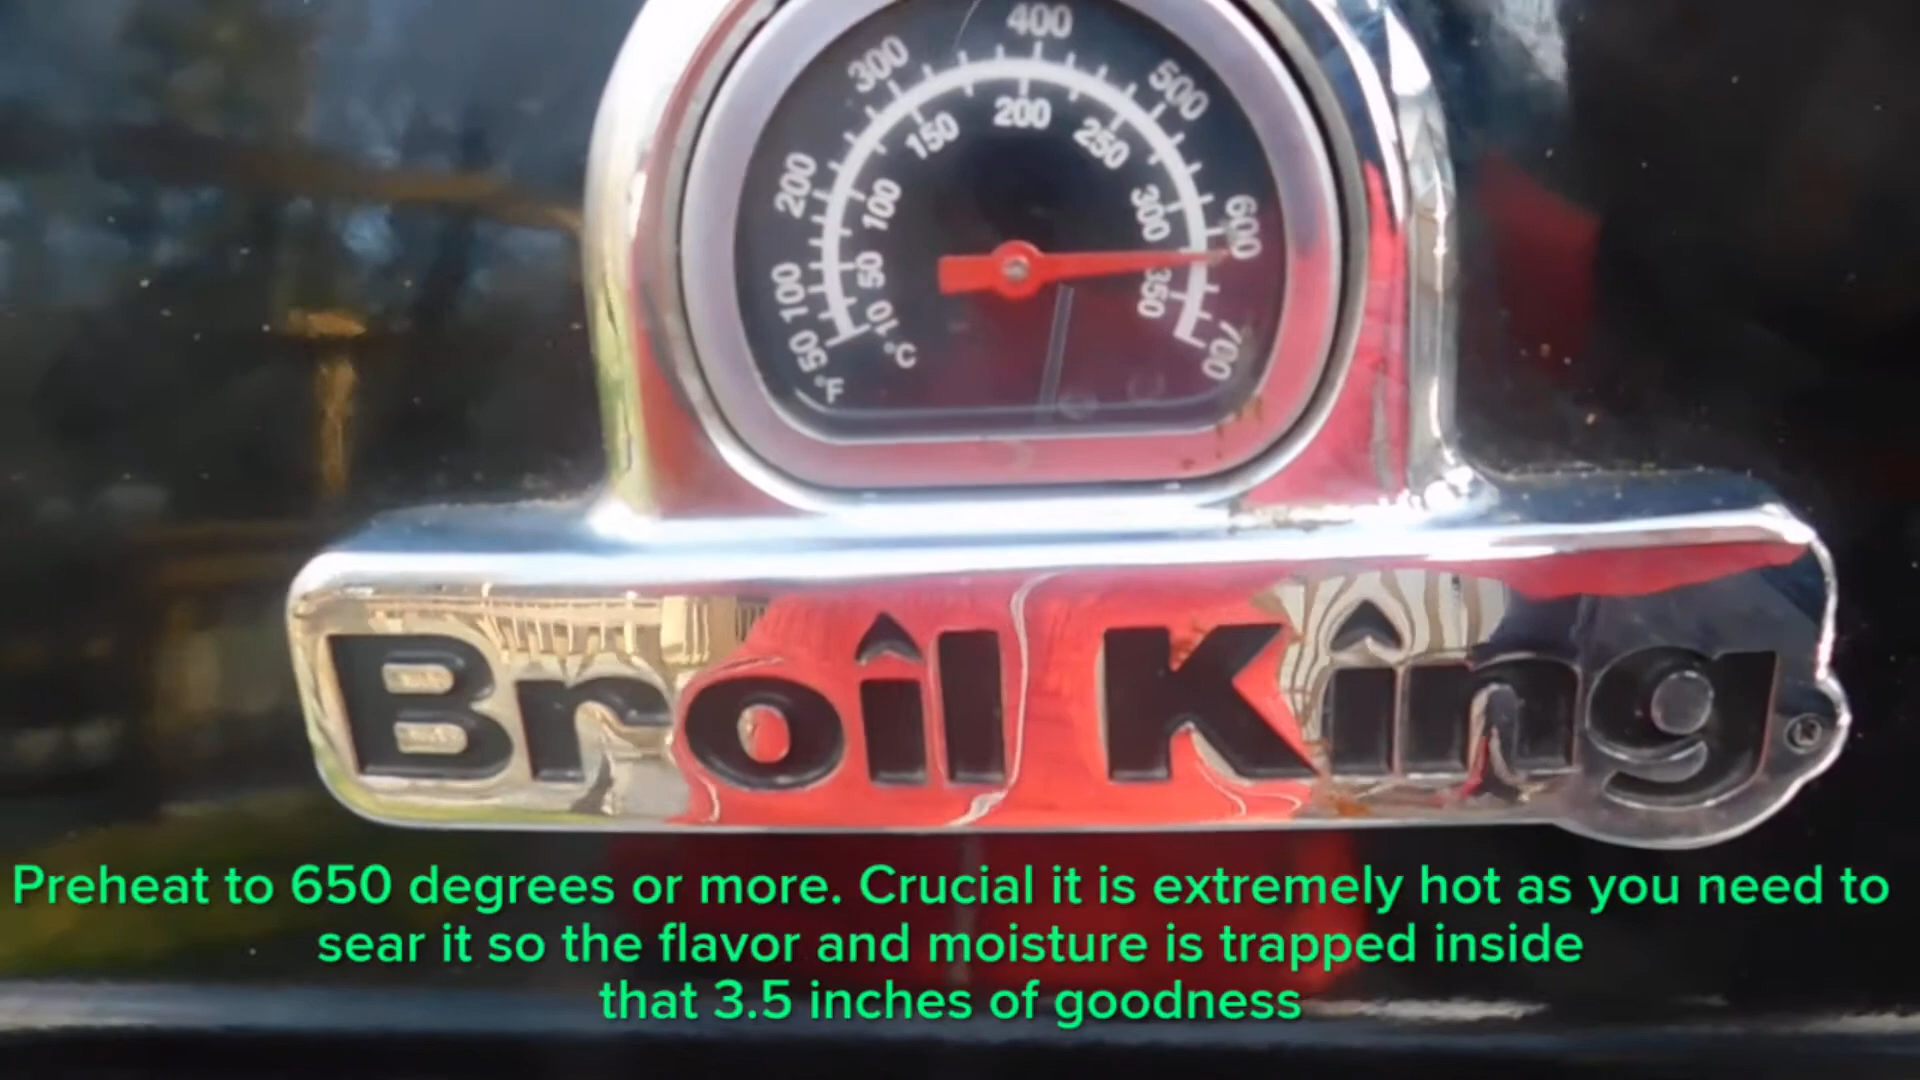 400
300
500
200
150
250
200
100
300
600
100
50
350
50
10
700
°C
°F
Broil King ®
Preheat to 650 degrees or more. Crucial it is extremely hot as you need to
sear it so the flavor and moisture is trapped inside
that 3.5 inches of goodness